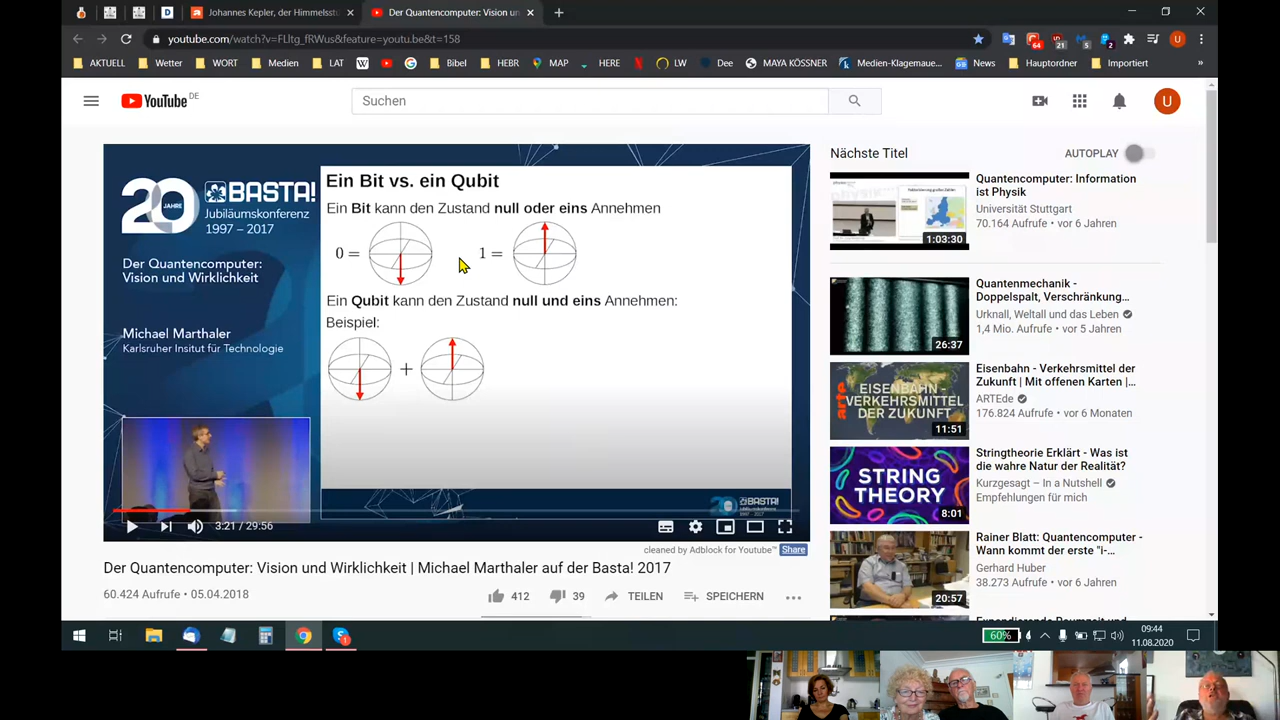 Johannes Kepler, der Himmelsstu
Der Quantencomputer: Vision un
youtube.com/watch?v=FLltg_fRWus&feature=youtu.be&t=158
64
21
5
2
U
AKTUELL
Wetter
WORT
Medien
LAT
Bibel
HEBR
MAP
HERE
LW
Dee
MAYA KÖSSNER
Medien-Klagemaue...
News
Hauptordner
Importiert
YouTube DE
Suchen
U
20 JAHRE
BASTA!
Jubiläumskonferenz
1997 – 2017
Der Quantencomputer:
Vision und Wirklichkeit
Michael Marthaler
Karlsruher Insitut für Technologie
Ein Bit vs. ein Qubit
Ein Bit kann den Zustand null oder eins Annehmen
0 =
1 =
Ein Qubit kann den Zustand null und eins Annehmen:
Beispiel:
+
BASTA!
3:21 / 29:56
cleaned by Adblock for Youtube™ Share
Der Quantencomputer: Vision und Wirklichkeit | Michael Marthaler auf der Basta! 2017
60.424 Aufrufe • 05.04.2018
412
39
TEILEN
SPEICHERN
Nächste Titel
AUTOPLAY
1:03:30
Quantencomputer: Information
ist Physik
Universität Stuttgart
70.164 Aufrufe • vor 6 Jahren
26:37
Quantenmechanik -
Doppelspalt, Verschränkung...
Urknall, Weltall und das Leben
1,4 Mio. Aufrufe • vor 5 Jahren
EISENBAHN -
VERKEHRSMITTEL
DER ZUKUNFT
arte
11:51
Eisenbahn - Verkehrsmittel der
Zukunft | Mit offenen Karten |...
ARTEde
176.824 Aufrufe • vor 6 Monaten
STRING
THEORY
8:01
Stringtheorie Erklärt - Was ist
die wahre Natur der Realität?
Kurzgesagt – In a Nutshell
Empfehlungen für mich
20:57
Rainer Blatt: Quantencomputer -
Wann kommt der erste "i-...
Gerhard Huber
38.273 Aufrufe • vor 6 Jahren
60%
09:44
11.08.2020